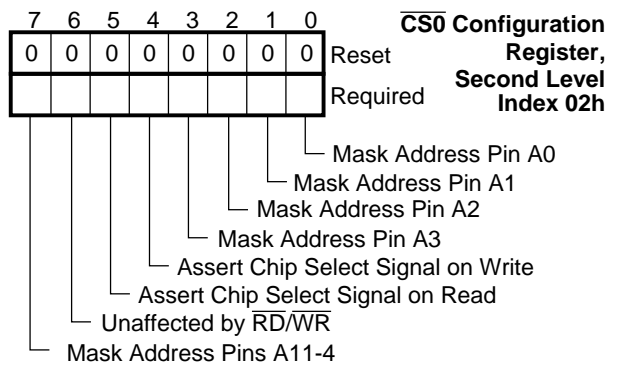 7 6 5 4 3 2 1 0
C̅S̅0̅ Configuration
Register,
Second Level
Index 02h
0 0 0 0 0 0 0 0 Reset
Required
Mask Address Pin A0
Mask Address Pin A1
Mask Address Pin A2
Mask Address Pin A3
Assert Chip Select Signal on Write
Assert Chip Select Signal on Read
Unaffected by R̅D̅/W̅R̅
Mask Address Pins A11-4